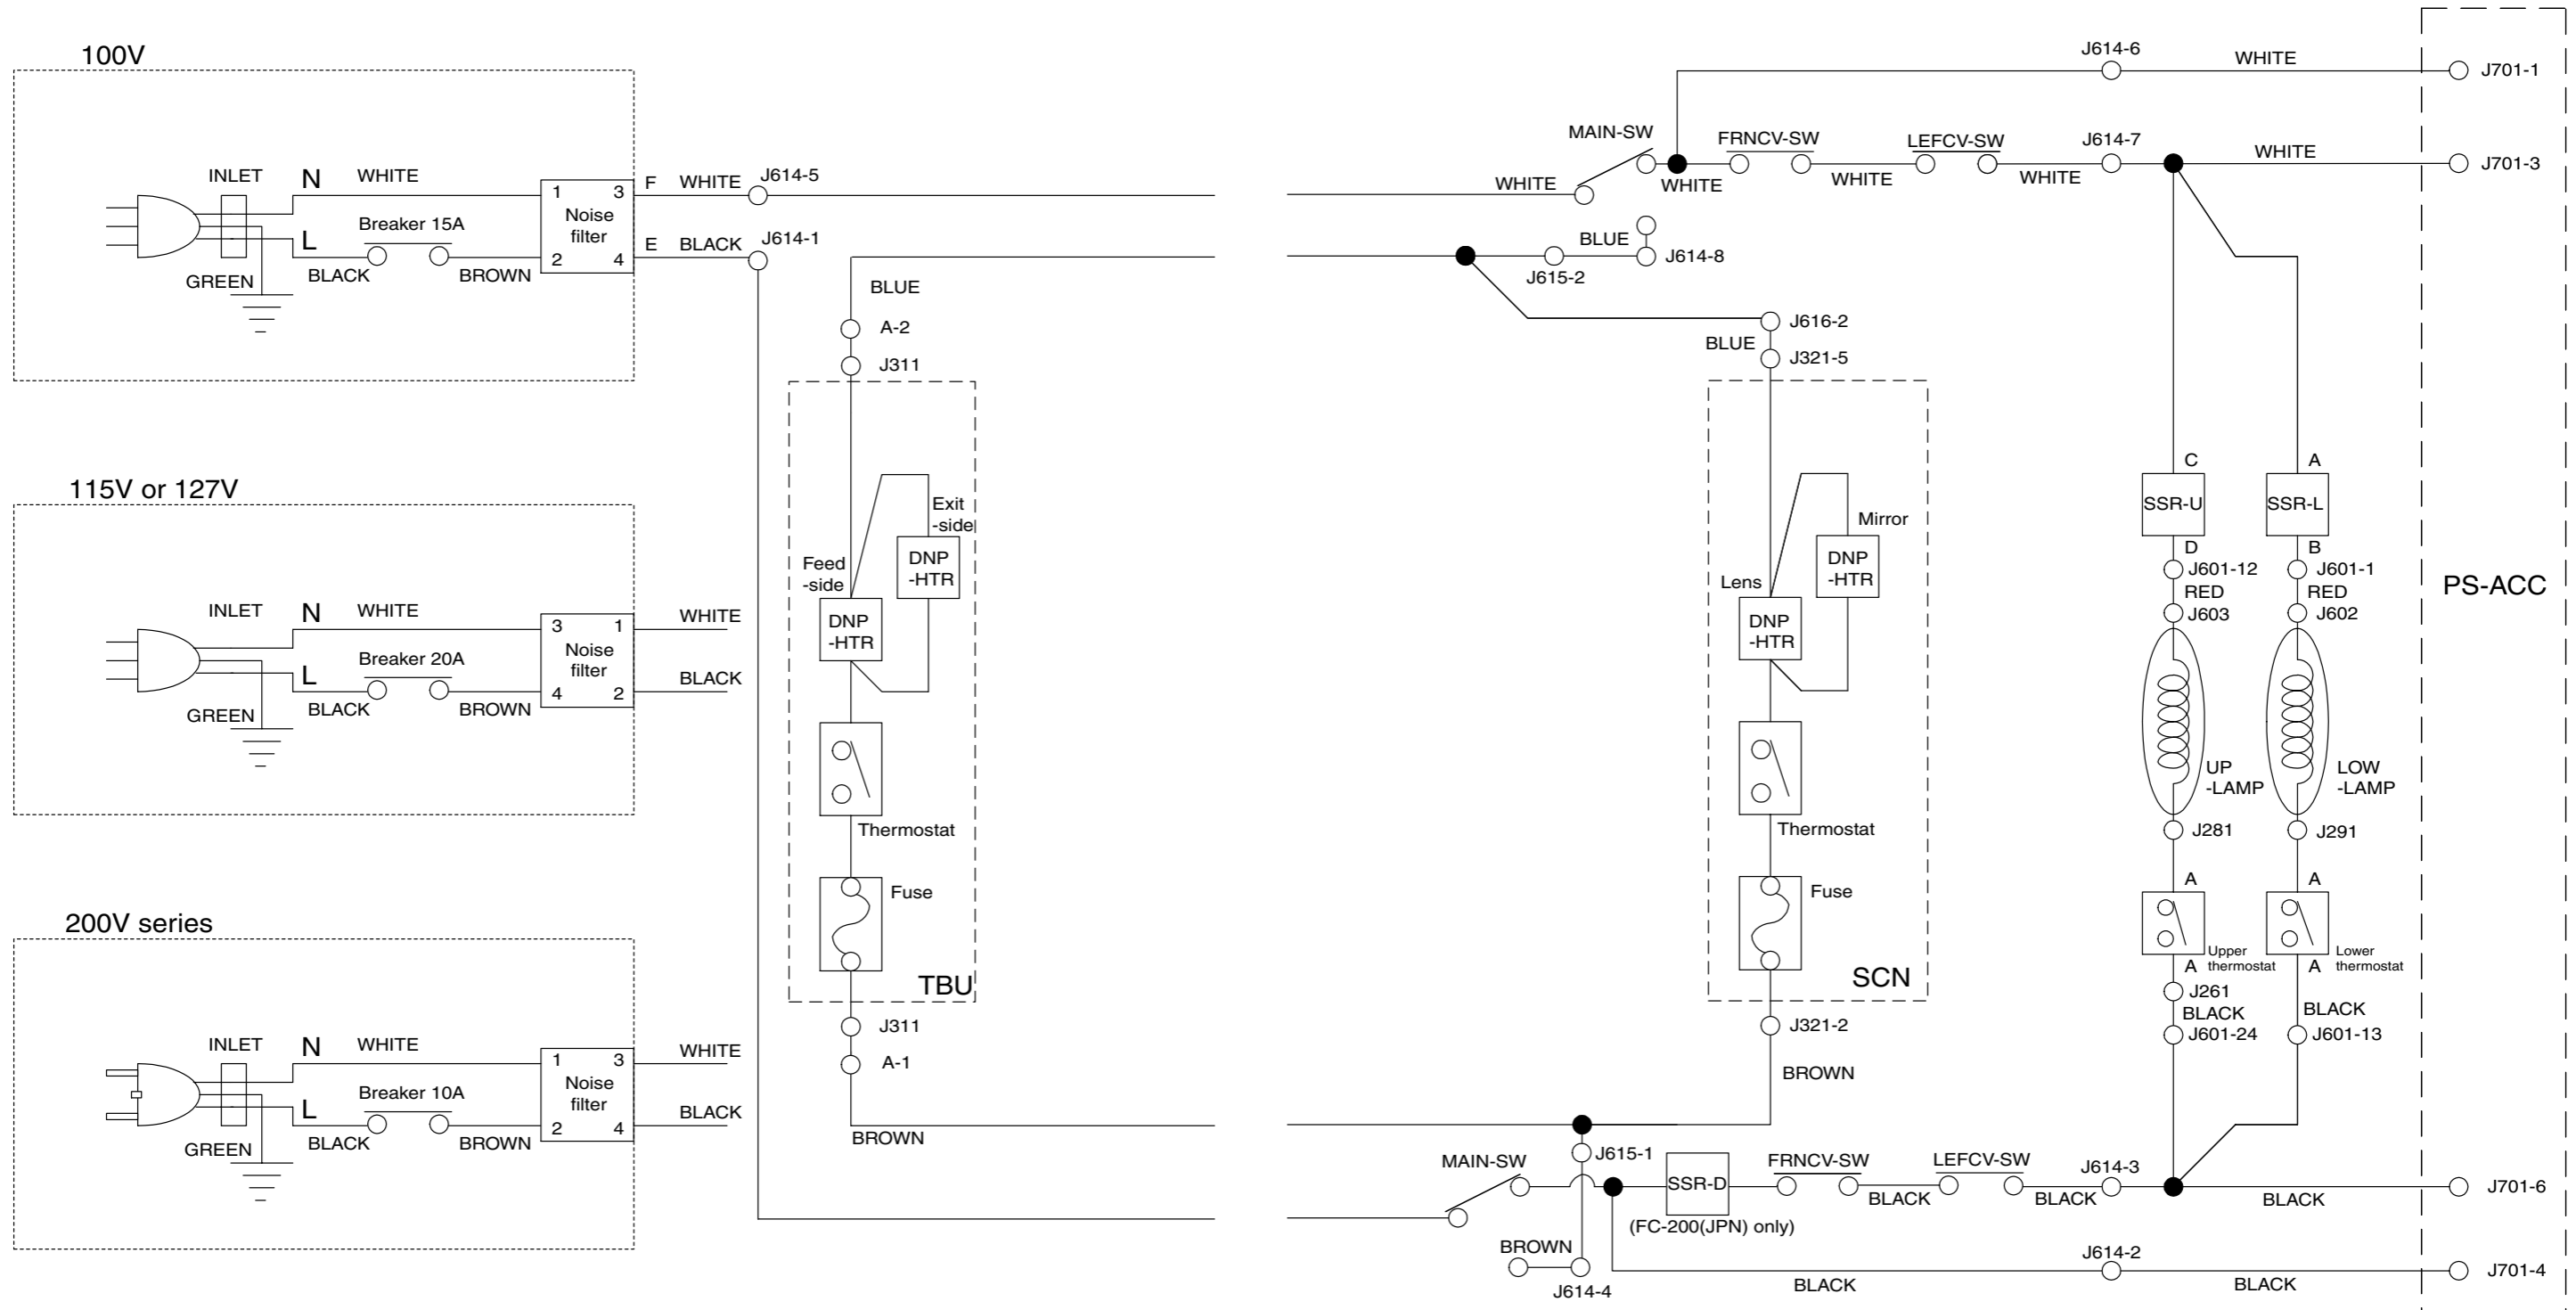 100V
INLET
N
WHITE
Breaker 15A
L
BLACK
BROWN
GREEN
1
3
Noise
filter
2
4
F
WHITE
J614-5
E
BLACK
J614-1
115V or 127V
INLET
N
WHITE
Breaker 20A
L
BLACK
BROWN
GREEN
3
1
Noise
filter
4
2
WHITE
BLACK
200V series
INLET
N
WHITE
Breaker 10A
L
BLACK
BROWN
GREEN
1
3
Noise
filter
2
4
WHITE
BLACK
BLUE
A-2
J311
Exit
-side
DNP
-HTR
Feed
-side
DNP
-HTR
Thermostat
Fuse
TBU
J311
A-1
BROWN
WHITE
MAIN-SW
WHITE
FRNCV-SW
WHITE
LEFCV-SW
WHITE
J614-6
WHITE
J701-1
J614-7
WHITE
J701-3
BLUE
J615-2
J614-8
J616-2
BLUE
J321-5
Mirror
DNP
-HTR
Lens
DNP
-HTR
Thermostat
Fuse
SCN
J321-2
BROWN
C
SSR-U
D
J601-12
RED
J603
UP
-LAMP
J281
A
Upper
thermostat
A
J261
BLACK
J601-24
A
SSR-L
B
J601-1
RED
J602
LOW
-LAMP
J291
A
Lower
thermostat
A
BLACK
J601-13
PS-ACC
MAIN-SW
J615-1
SSR-D
(FC-200(JPN) only)
FRNCV-SW
BLACK
LEFCV-SW
BLACK
J614-3
BLACK
J701-6
BROWN
J614-4
BLACK
J614-2
BLACK
J701-4